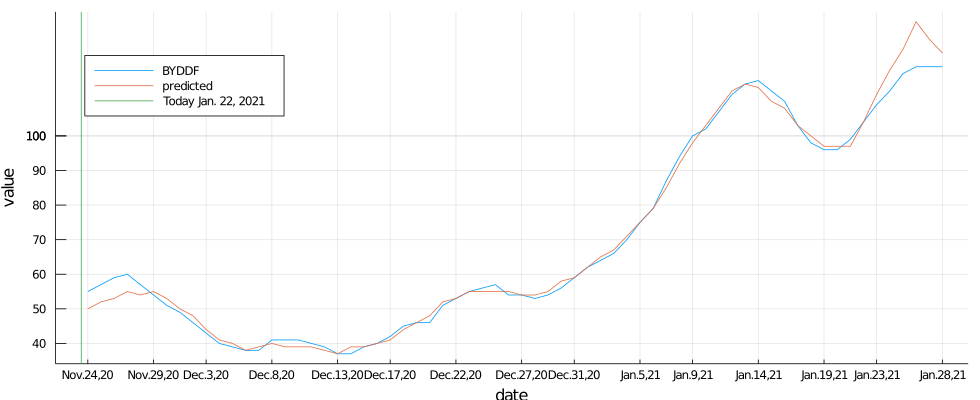 BYDDF
predicted
Today Jan. 22, 2021
value
100
90
80
70
60
50
40
Nov.24,20 Nov.29,20 Dec.3,20 Dec.8,20 Dec.13,20 Dec.17,20 Dec.22,20 Dec.27,20 Dec.31,20 Jan.5,21 Jan.9,21 Jan.14,21 Jan.19,21 Jan.23,21 Jan.28,21
date